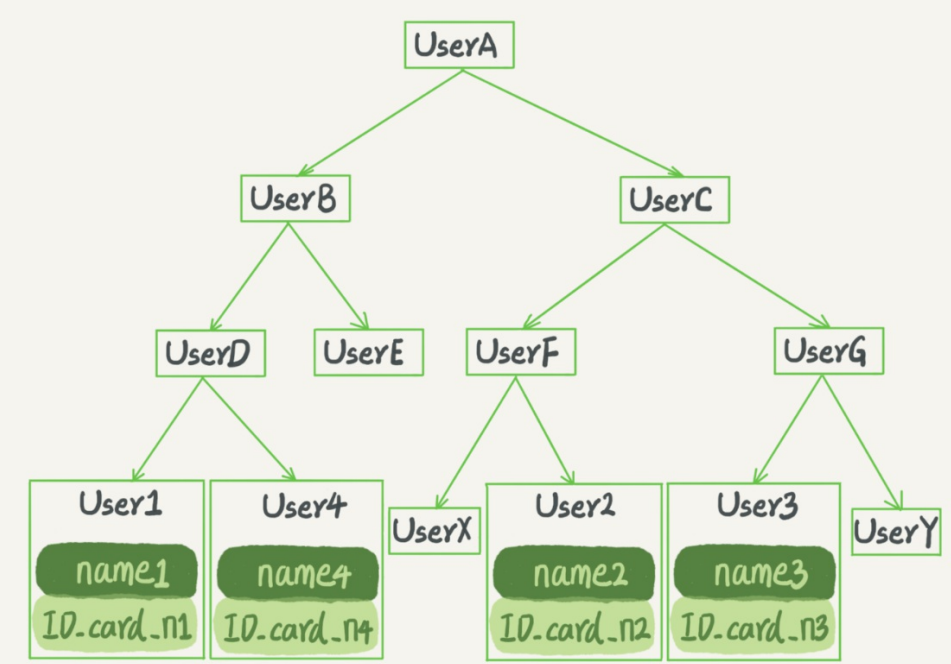 UserA
UserB
UserC
UserD
UserE
UserF
UserG
User1
User4
UserX
User2
User3
UserY
name1
name4
name2
name3
ID_card_n1
ID_card_n4
ID_card_n2
ID_card_n3